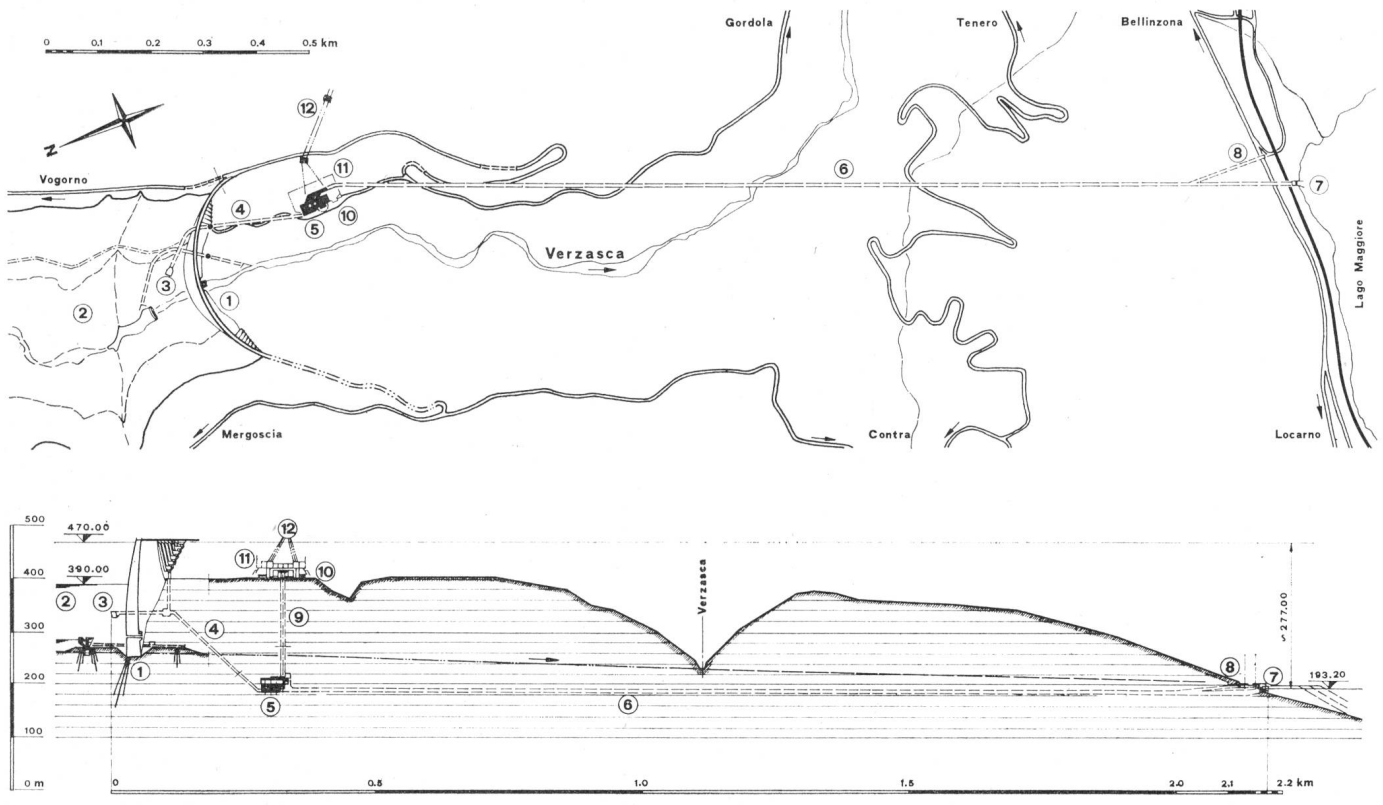 Gordola
Tenero
Bellinzona
0 0,1 0,2 0,3 0,4 0,5 km
N
12
Vogorno
11
8
6
7
4
10
5
Verzasca
3
1
2
Lago Maggiore
Mergoscia
Contra
Locarno
500
470.00
12
11
390.00
10
400
2
3
9
Verzasca
4
300
∽ 277.00
1
8
7
193.20
200
5
6
100
0 m
0 0.5 1.0 1.5 2.0 2.1 2.2 km